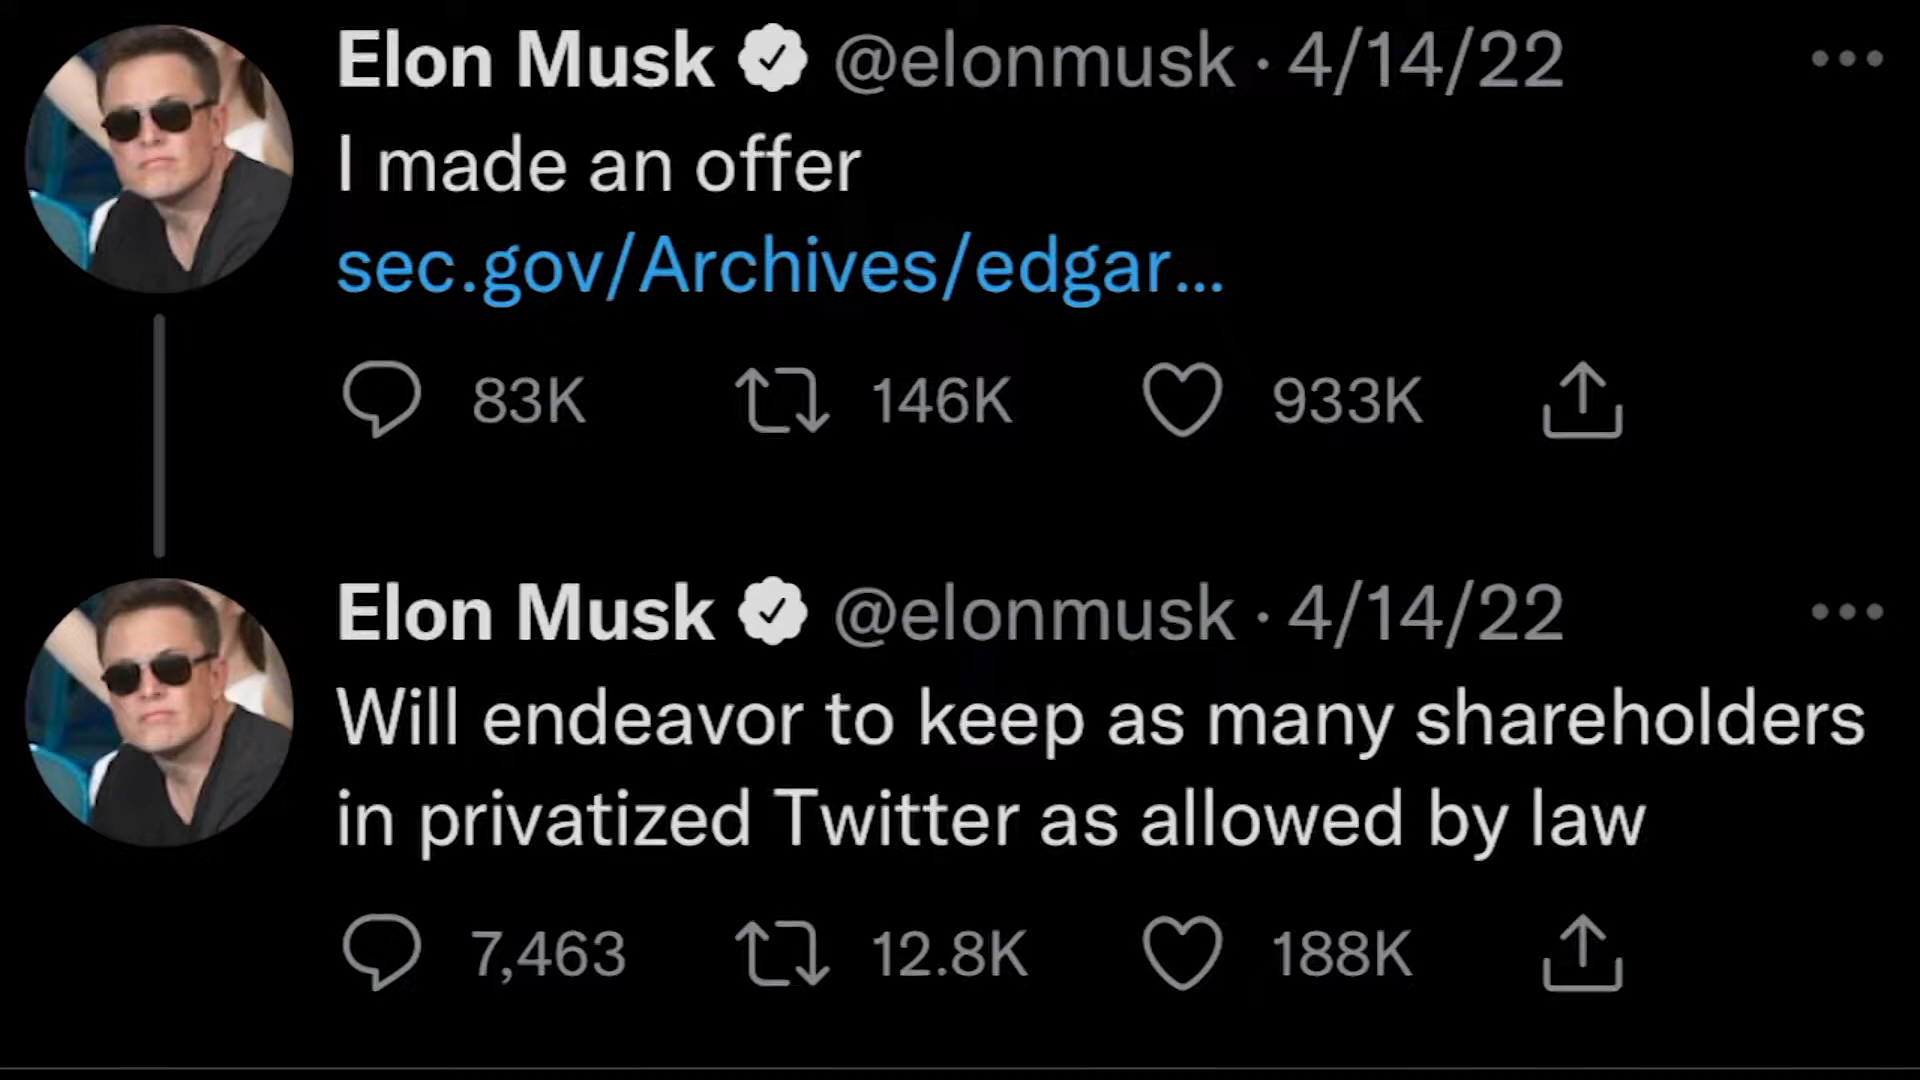 Elon Musk @elonmusk · 4/14/22
I made an offer
sec.gov/Archives/edgar...
83K 146K 933K
Elon Musk @elonmusk · 4/14/22
Will endeavor to keep as many shareholders
in privatized Twitter as allowed by law
7,463 12.8K 188K